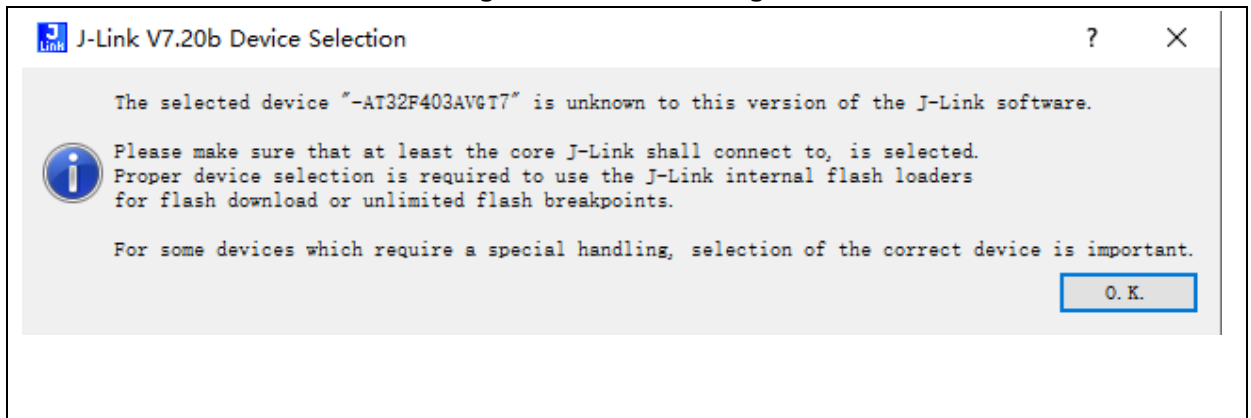 J-Link V7.20b Device Selection
?
The selected device "-AT32F403AVGT7" is unknown to this version of the J-Link software.
Please make sure that at least the core J-Link shall connect to, is selected.
Proper device selection is required to use the J-Link internal flash loaders
for flash download or unlimited flash breakpoints.
For some devices which require a special handling, selection of the correct device is important.
O.K.